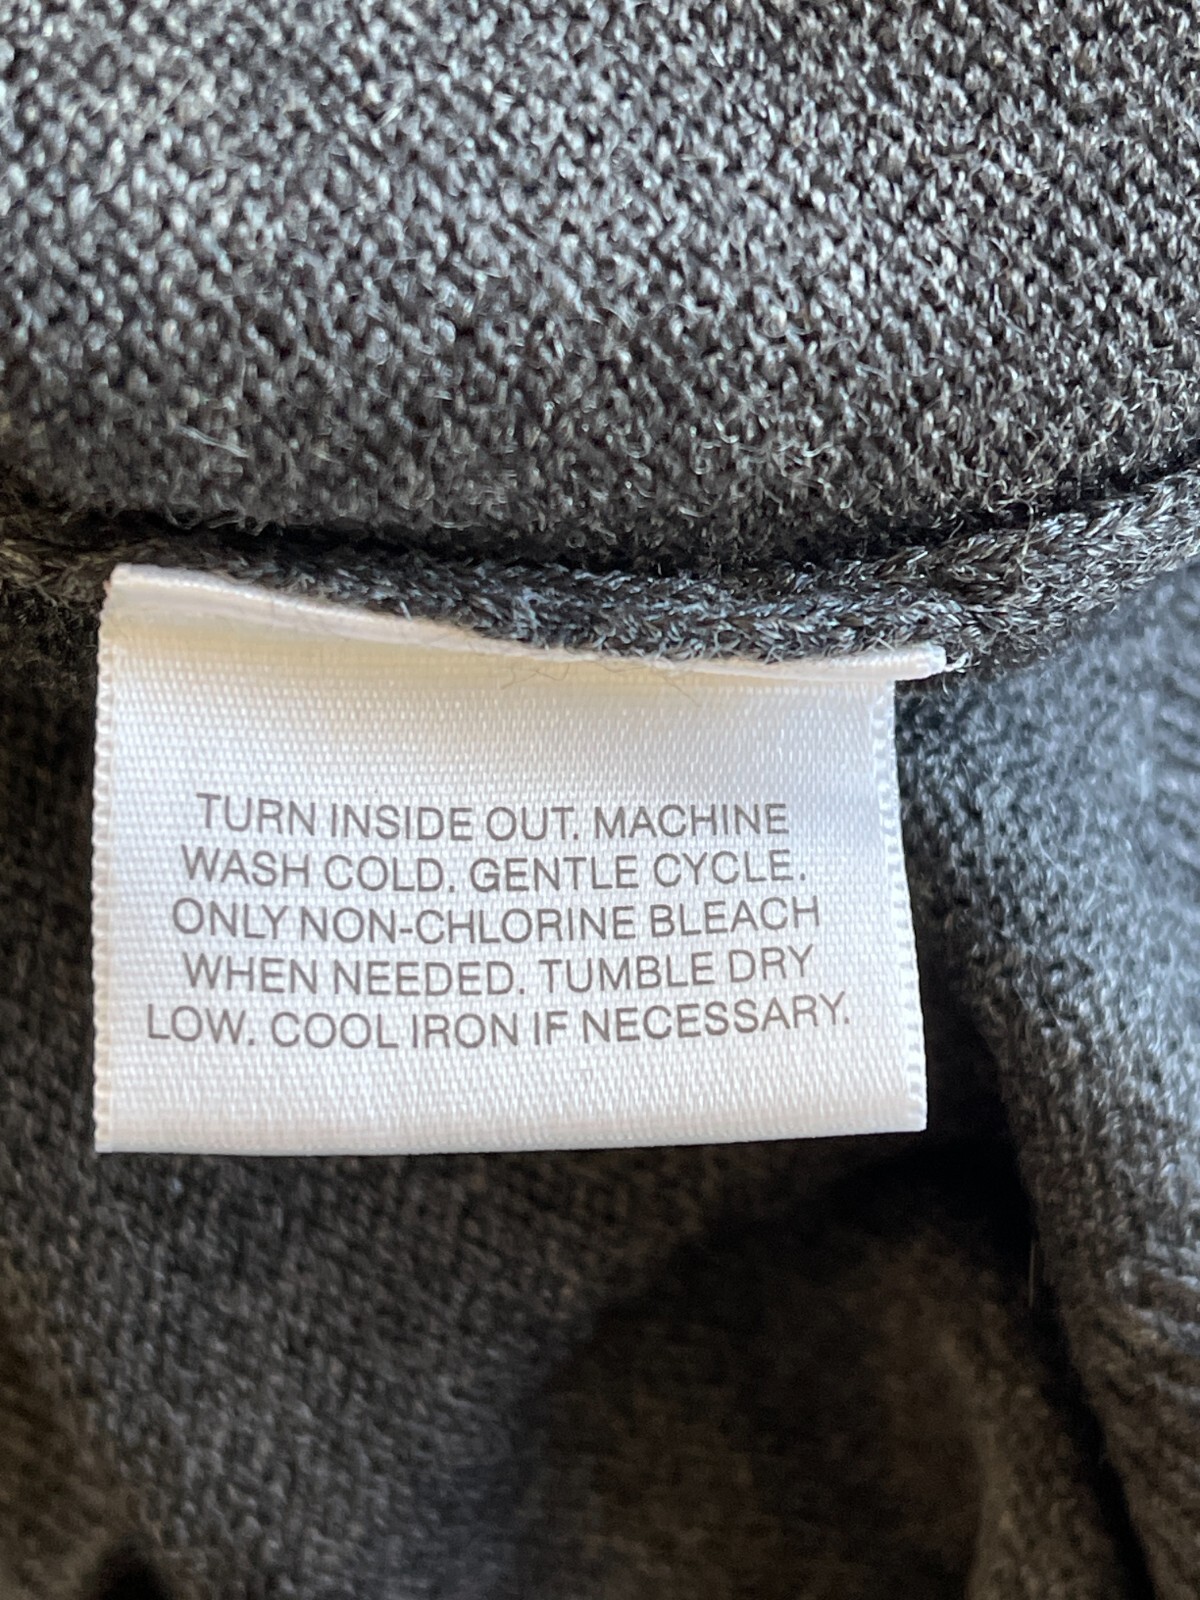 TURN INSIDE OUT. MACHINE
WASH COLD. GENTLE CYCLE.
ONLY NON-CHLORINE BLEACH
WHEN NEEDED. TUMBLE DRY
LOW. COOL IRON IF NECESSARY.